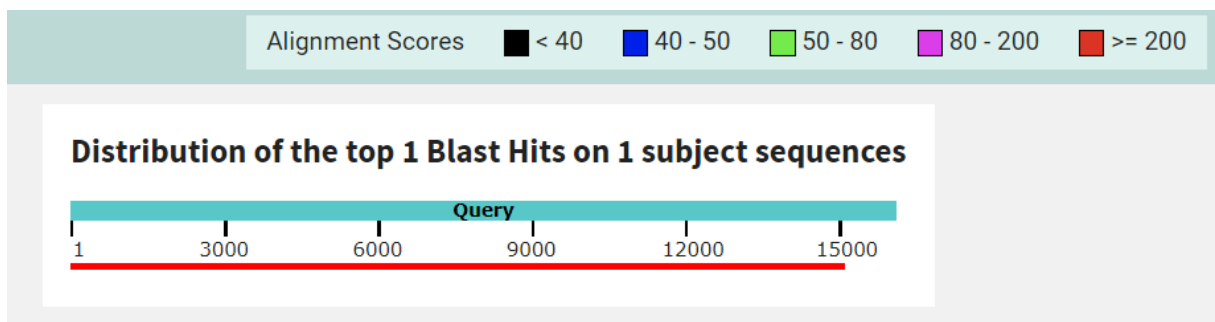 Alignment Scores < 40 40 - 50 50 - 80 80 - 200 >= 200
Distribution of the top 1 Blast Hits on 1 subject sequences
Query
1 3000 6000 9000 12000 15000